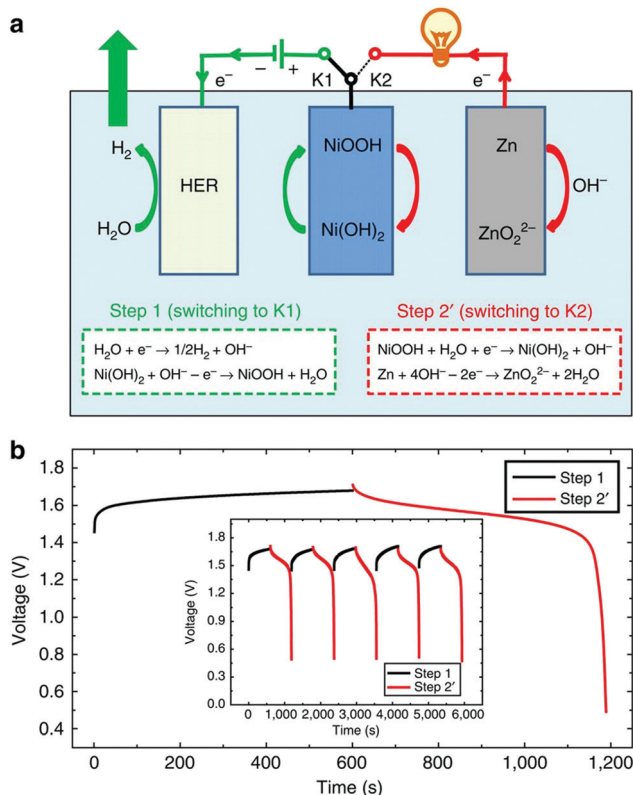 a
e⁻
−
+
K1
K2
e⁻
H₂
H₂O
HER
NiOOH
Ni(OH)₂
Zn
ZnO₂²⁻
OH⁻
Step 1 (switching to K1)
H₂O + e⁻ → 1/2H₂ + OH⁻
Ni(OH)₂ + OH⁻ − e⁻ → NiOOH + H₂O
Step 2′ (switching to K2)
NiOOH + H₂O + e⁻ → Ni(OH)₂ + OH⁻
Zn + 4OH⁻ − 2e⁻ → ZnO₂²⁻ + 2H₂O
b
Voltage (V)
1.8
1.6
1.4
1.2
1.0
0.8
0.6
0.4
Step 1
Step 2′
Voltage (V)
1.8
1.5
1.2
0.9
0.6
0.3
0.0
Step 1
Step 2′
0 1,000 2,000 3,000 4,000 5,000 6,000
Time (s)
0 200 400 600 800 1,000 1,200
Time (s)